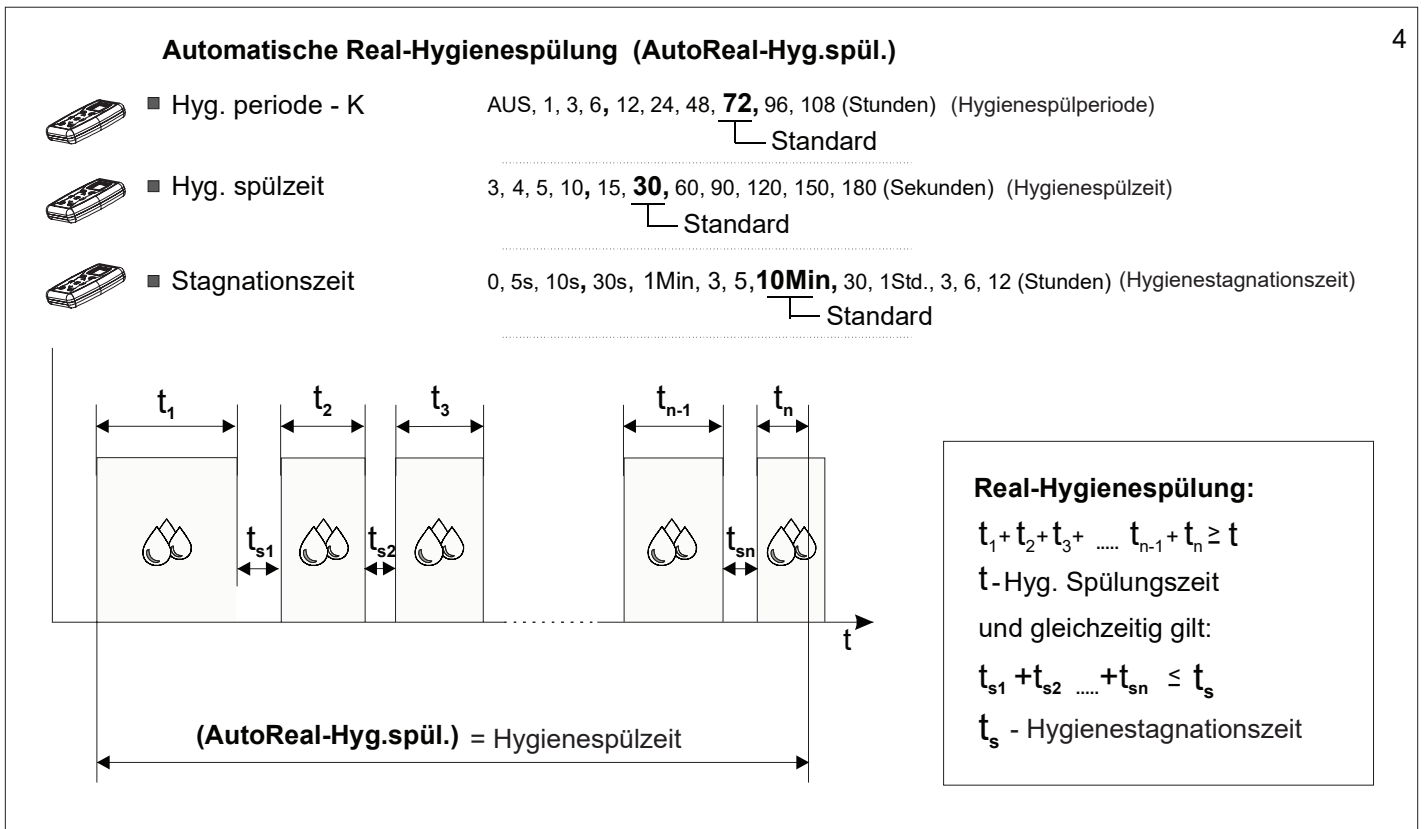 4
Automatische Real-Hygienespülung (AutoReal-Hyg.spül.)
■ Hyg. periode - K AUS, 1, 3, 6, 12, 24, 48, 72, 96, 108 (Stunden) (Hygienespülperiode)
Standard
■ Hyg. spülzeit 3, 4, 5, 10, 15, 30, 60, 90, 120, 150, 180 (Sekunden) (Hygienespülzeit)
Standard
■ Stagnationszeit 0, 5s, 10s, 30s, 1Min, 3, 5,10Min, 30, 1Std., 3, 6, 12 (Stunden) (Hygienestagnationszeit)
Standard
t1 t2 t3 tn-1 tn
ts1 ts2 tsn
t
(AutoReal-Hyg.spül.) = Hygienespülzeit
Real-Hygienespülung:
t1+ t2+ t3+ ..... tn-1+ tn ≥ t
t-Hyg. Spülungszeit
und gleichzeitig gilt:
ts1 +ts2 .....+tsn ≤ ts
ts - Hygienestagnationszeit